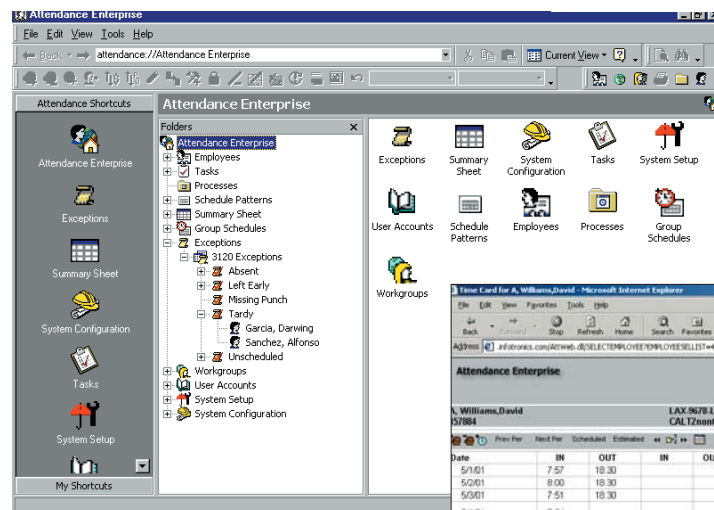 Attendance Enterprise
File Edit View Tools Help
Back attendance://Attendance Enterprise Current View
Attendance Shortcuts
Attendance Enterprise
Exceptions
Summary Sheet
System Configuration
Tasks
System Setup
My Shortcuts
Attendance Enterprise
Folders x
Attendance Enterprise
Employees
Tasks
Processes
Schedule Patterns
Summary Sheet
Group Schedules
Exceptions
3120 Exceptions
Absent
Left Early
Missing Punch
Tardy
Garcia, Darwing
Sanchez, Alfonso
Unscheduled
Workgroups
User Accounts
System Setup
System Configuration
Exceptions Summary Sheet System Configuration Tasks System Setup
User Accounts Schedule Patterns Employees Processes Group Schedules
Workgroups
Time Card for A, Williams,David - Microsoft Internet Explorer
File Edit View Favorites Tools Help
Back Forward Stop Refresh Home Search Favorites
Address
Attendance Enterprise
A, Williams,David LAX-9678-L
57884
Prev Per Next Per Scheduled Estimated
Date IN OUT IN OU
5/1/01 7:57 18:30
5/2/01 8:00 18:30
5/3/01 7:51 18:30